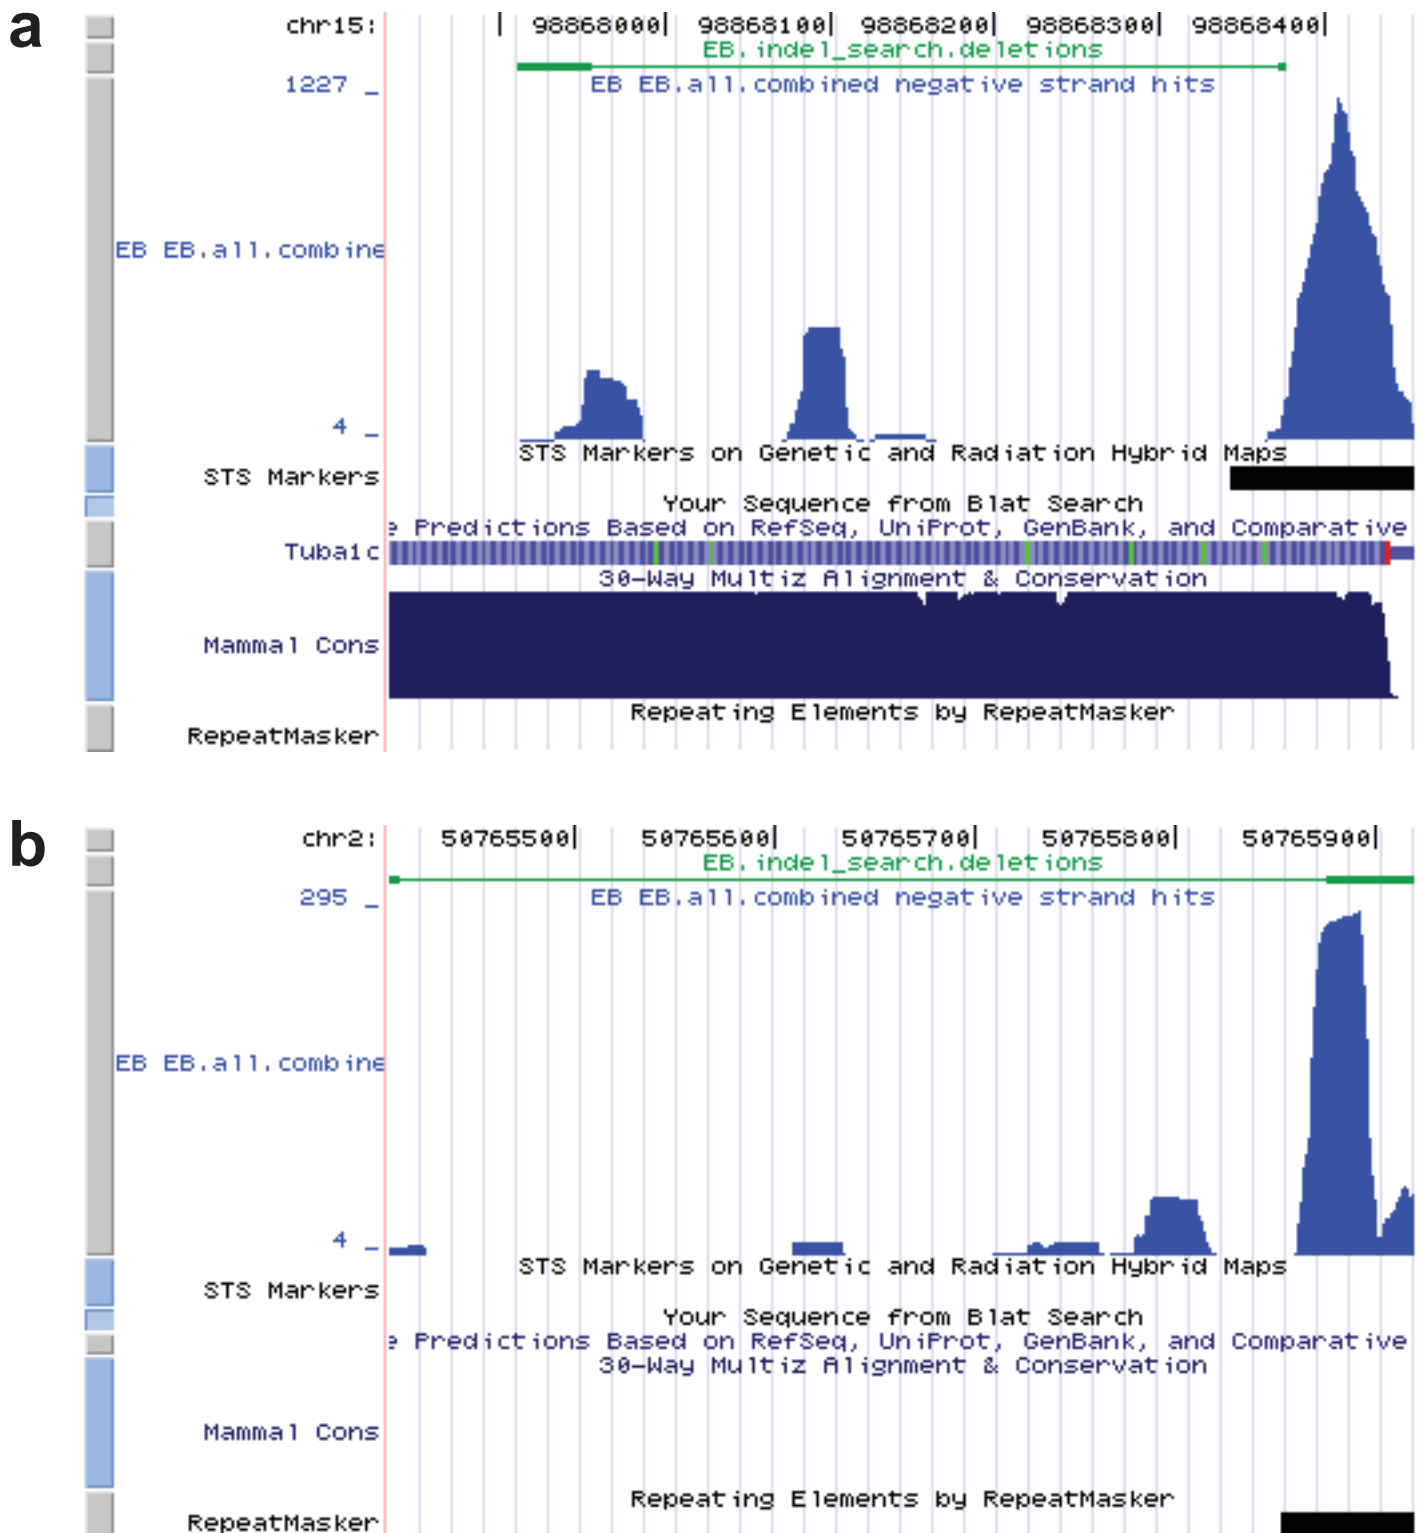 a
chr15: | 98868000| 98868100| 98868200| 98868300| 98868400|
EB.indel_search.deletions
1227 _ EB EB.all.combined negative strand hits
EB EB.all.combine
4 _
STS Markers on Genetic and Radiation Hybrid Maps
STS Markers
Your Sequence from Blat Search
e Predictions Based on RefSeq, UniProt, GenBank, and Comparative
Tuba1c
30-Way Multiz Alignment & Conservation
Mammal Cons
Repeating Elements by RepeatMasker
RepeatMasker
b
chr2: 50765500| 50765600| 50765700| 50765800| 50765900|
EB.indel_search.deletions
295 _ EB EB.all.combined negative strand hits
EB EB.all.combine
4 _
STS Markers on Genetic and Radiation Hybrid Maps
STS Markers
Your Sequence from Blat Search
e Predictions Based on RefSeq, UniProt, GenBank, and Comparative
30-Way Multiz Alignment & Conservation
Mammal Cons
Repeating Elements by RepeatMasker
RepeatMasker